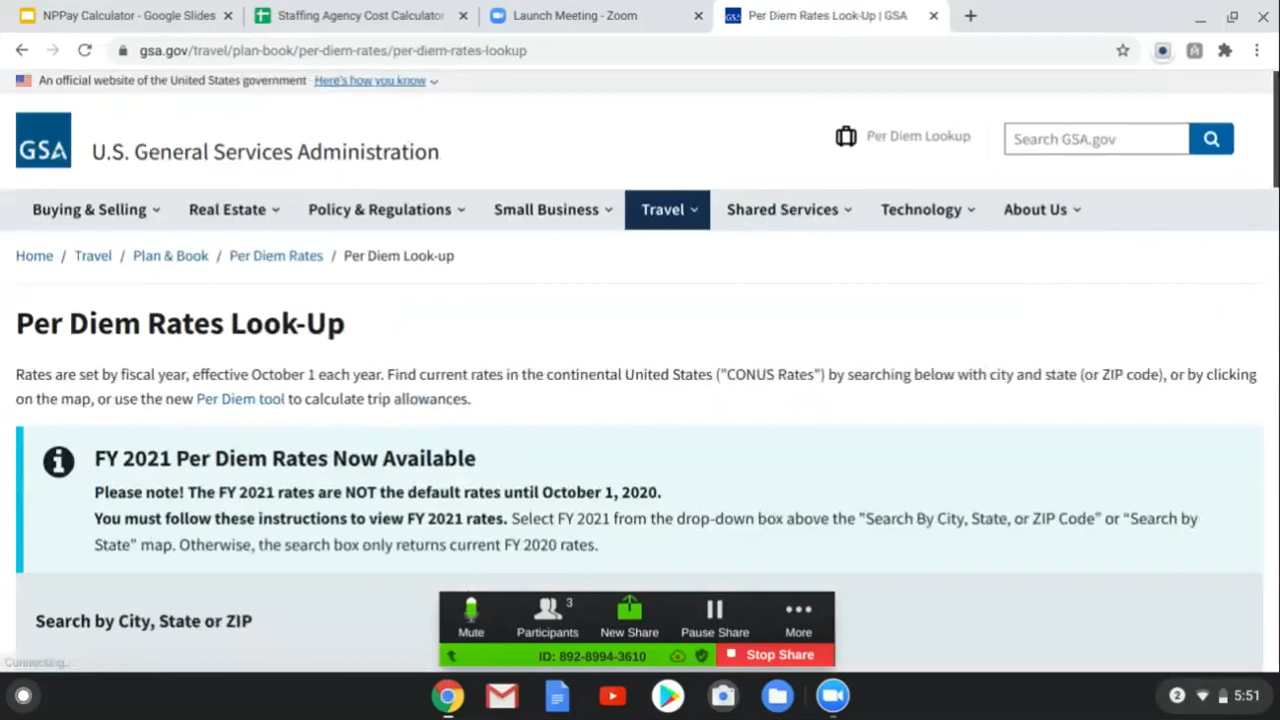 NPPay Calculator - Google Slides
Staffing Agency Cost Calculator
Launch Meeting - Zoom
Per Diem Rates Look-Up | GSA
gsa.gov/travel/plan-book/per-diem-rates/per-diem-rates-lookup
An official website of the United States government Here's how you know
GSA
U.S. General Services Administration
Per Diem Lookup
Search GSA.gov
Buying & Selling
Real Estate
Policy & Regulations
Small Business
Travel
Shared Services
Technology
About Us
Home / Travel / Plan & Book / Per Diem Rates / Per Diem Look-up
Per Diem Rates Look-Up
Rates are set by fiscal year, effective October 1 each year. Find current rates in the continental United States ("CONUS Rates") by searching below with city and state (or ZIP code), or by clicking
on the map, or use the new Per Diem tool to calculate trip allowances.
FY 2021 Per Diem Rates Now Available
Please note! The FY 2021 rates are NOT the default rates until October 1, 2020.
You must follow these instructions to view FY 2021 rates. Select FY 2021 from the drop-down box above the "Search By City, State, or ZIP Code" or “Search by
State" map. Otherwise, the search box only returns current FY 2020 rates.
Search by City, State or ZIP
3
Mute
Participants
New Share
Pause Share
More
ID: 892-8994-3610
Stop Share
Connecting...
2
5:51